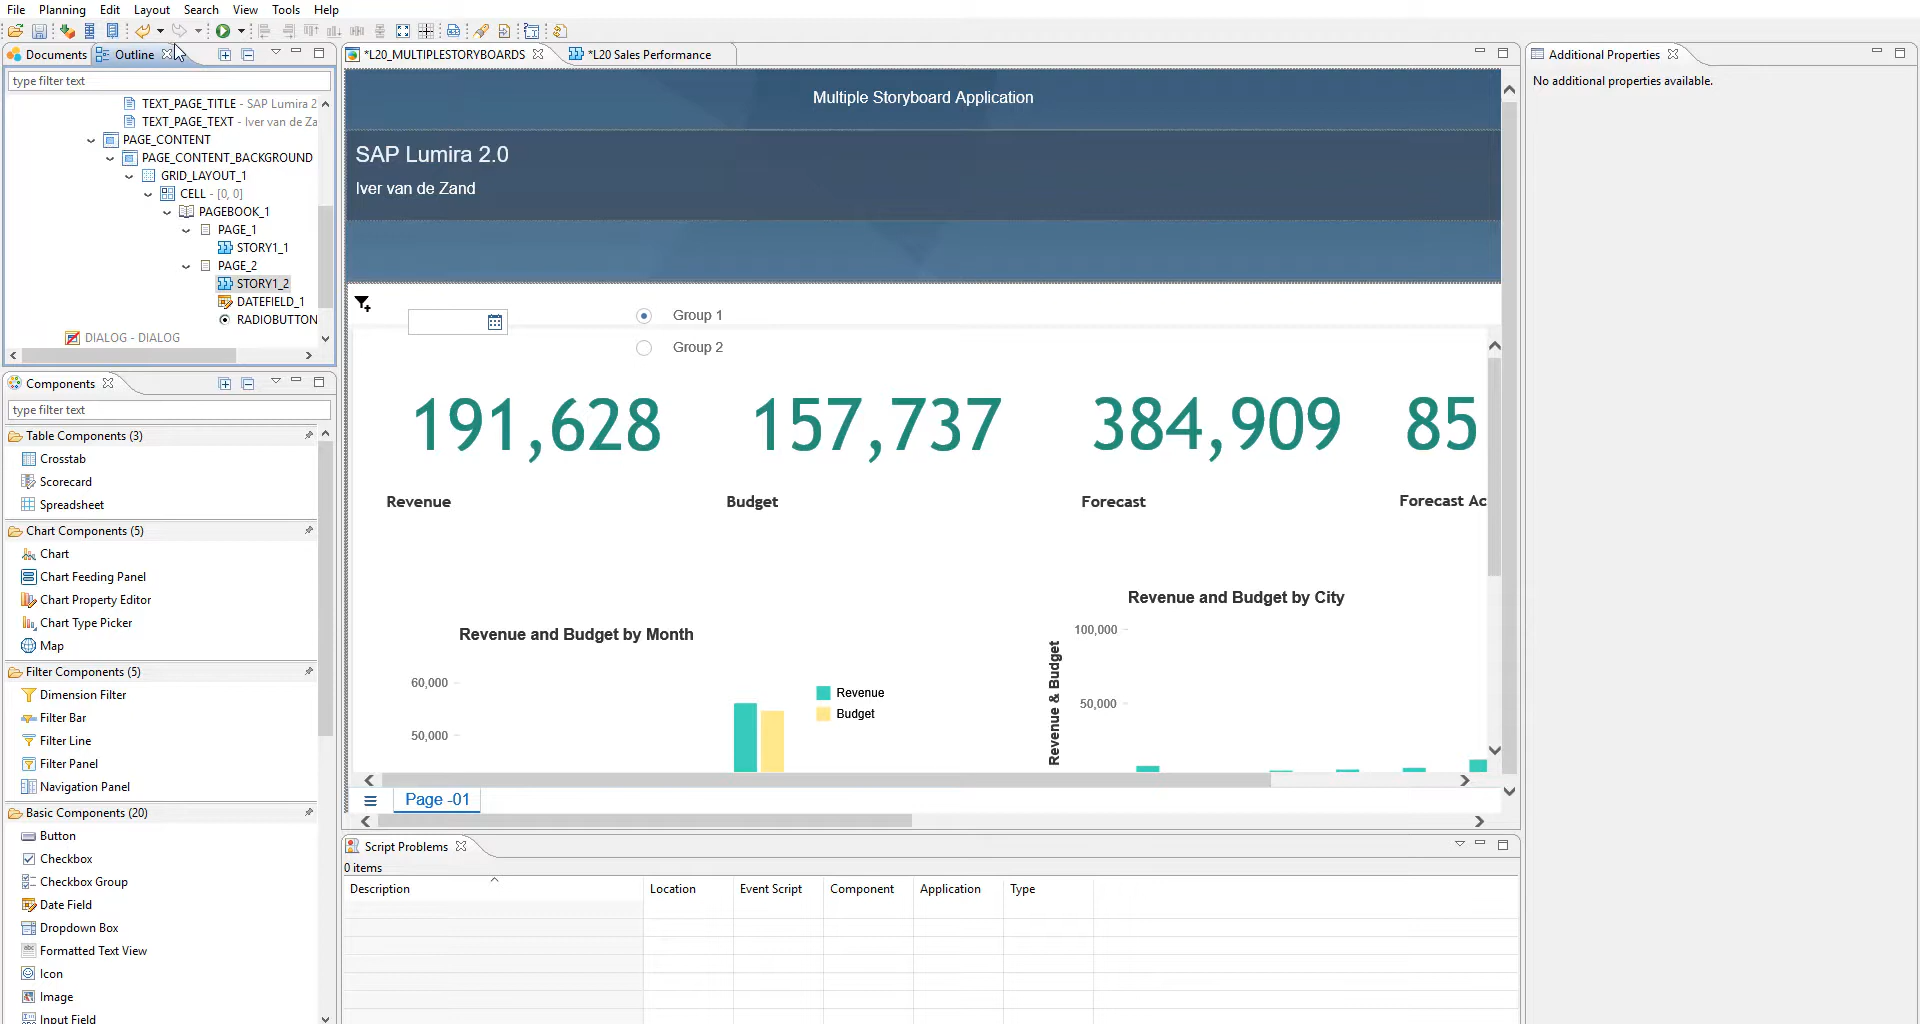 File Planning Edit Layout Search View Tools Help
Documents Outline
type filter text
TEXT_PAGE_TITLE - SAP Lumira 2
TEXT_PAGE_TEXT - Iver van de Za
PAGE_CONTENT
PAGE_CONTENT_BACKGROUND
GRID_LAYOUT_1
CELL - [0, 0]
PAGEBOOK_1
PAGE_1
STORY1_1
PAGE_2
STORY1_2
DATEFIELD_1
RADIOBUTTON
DIALOG - DIALOG
Components
type filter text
Table Components (3)
Crosstab
Scorecard
Spreadsheet
Chart Components (5)
Chart
Chart Feeding Panel
Chart Property Editor
Chart Type Picker
Map
Filter Components (5)
Dimension Filter
Filter Bar
Filter Line
Filter Panel
Navigation Panel
Basic Components (20)
Button
Checkbox
Checkbox Group
Date Field
Dropdown Box
Formatted Text View
Icon
Image
Input Field
*L20_MULTIPLESTORYBOARDS *L20 Sales Performance
Multiple Storyboard Application
SAP Lumira 2.0
Iver van de Zand
Group 1
Group 2
191,628 157,737 384,909 85
Revenue Budget Forecast Forecast Ac
Revenue and Budget by Month
60,000
50,000
Revenue
Budget
Revenue and Budget by City
100,000
50,000
Revenue & Budget
Page -01
Script Problems
0 items
Description Location Event Script Component Application Type
Additional Properties
No additional properties available.